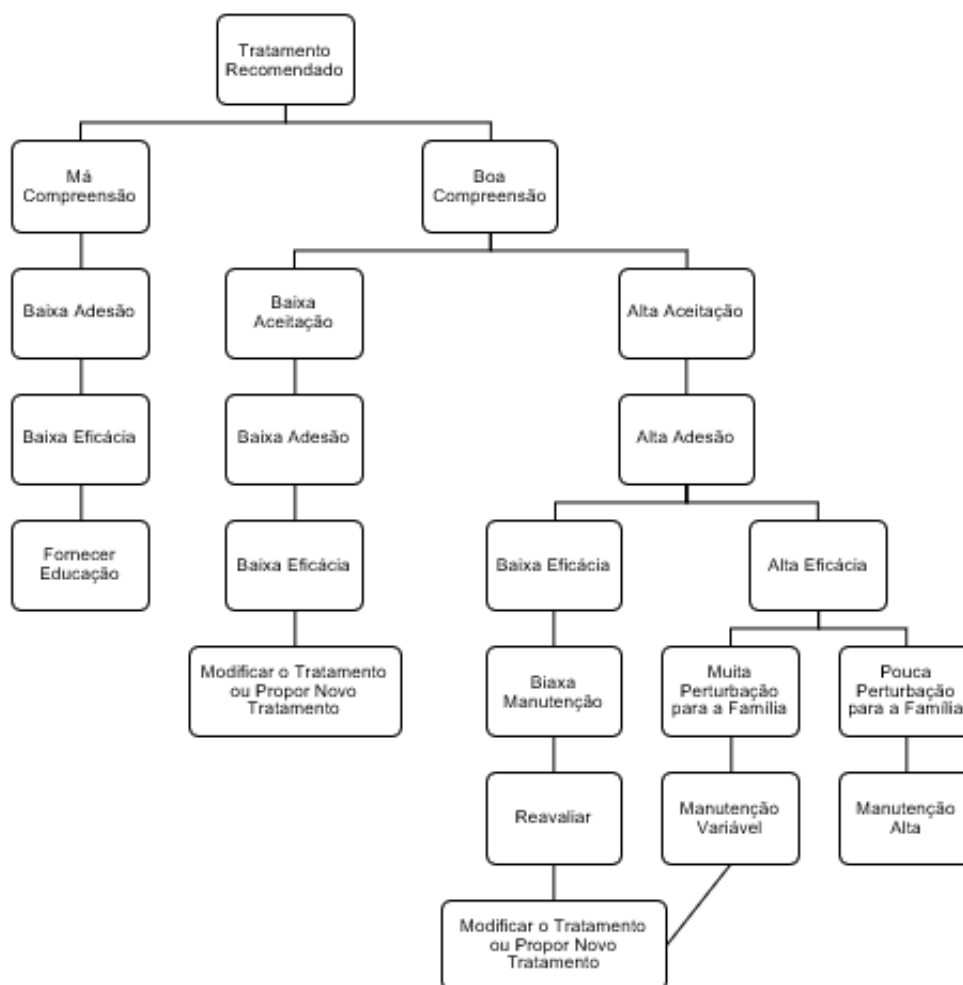 Tratamento
Recomendado
Má
Compreensão
Boa
Compreensão
Baixa Adesão
Baixa
Aceitação
Alta Aceitação
Baixa Eficácia
Baixa Adesão
Alta Adesão
Fornecer
Educação
Baixa Eficácia
Baixa Eficácia
Alta Eficácia
Modificar o Tratamento
ou Propor Novo
Tratamento
Biaxa
Manutenção
Muita
Perturbação
para a Família
Pouca
Perturbação
para a Família
Reavaliar
Manutenção
Variável
Manutenção
Alta
Modificar o Tratamento
ou Propor Novo
Tratamento